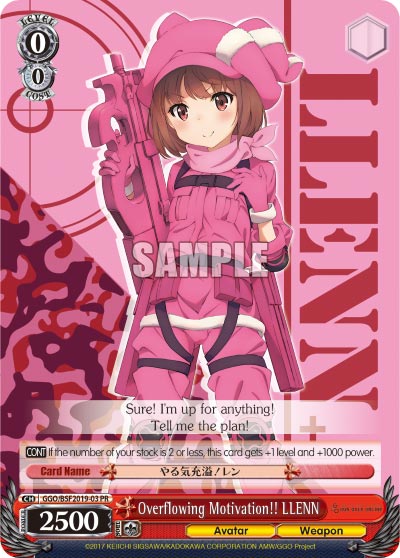 LEVEL
0
0
COST
LLENN
SAMPLE
Sure! I'm up for anything!
Tell me the plan!
CONT If the number of your stock is 2 or less, this card gets +1 level and +1000 power.
Card Name やる気充溢!レン
CH GGO/BSF2019-03 PR
POWER 2500
Overflowing Motivation!! LLENN
Avatar Weapon
©2017 KEIICHI SIGSAWA/KADOKAWA CORPORATION AMW/GGO Project